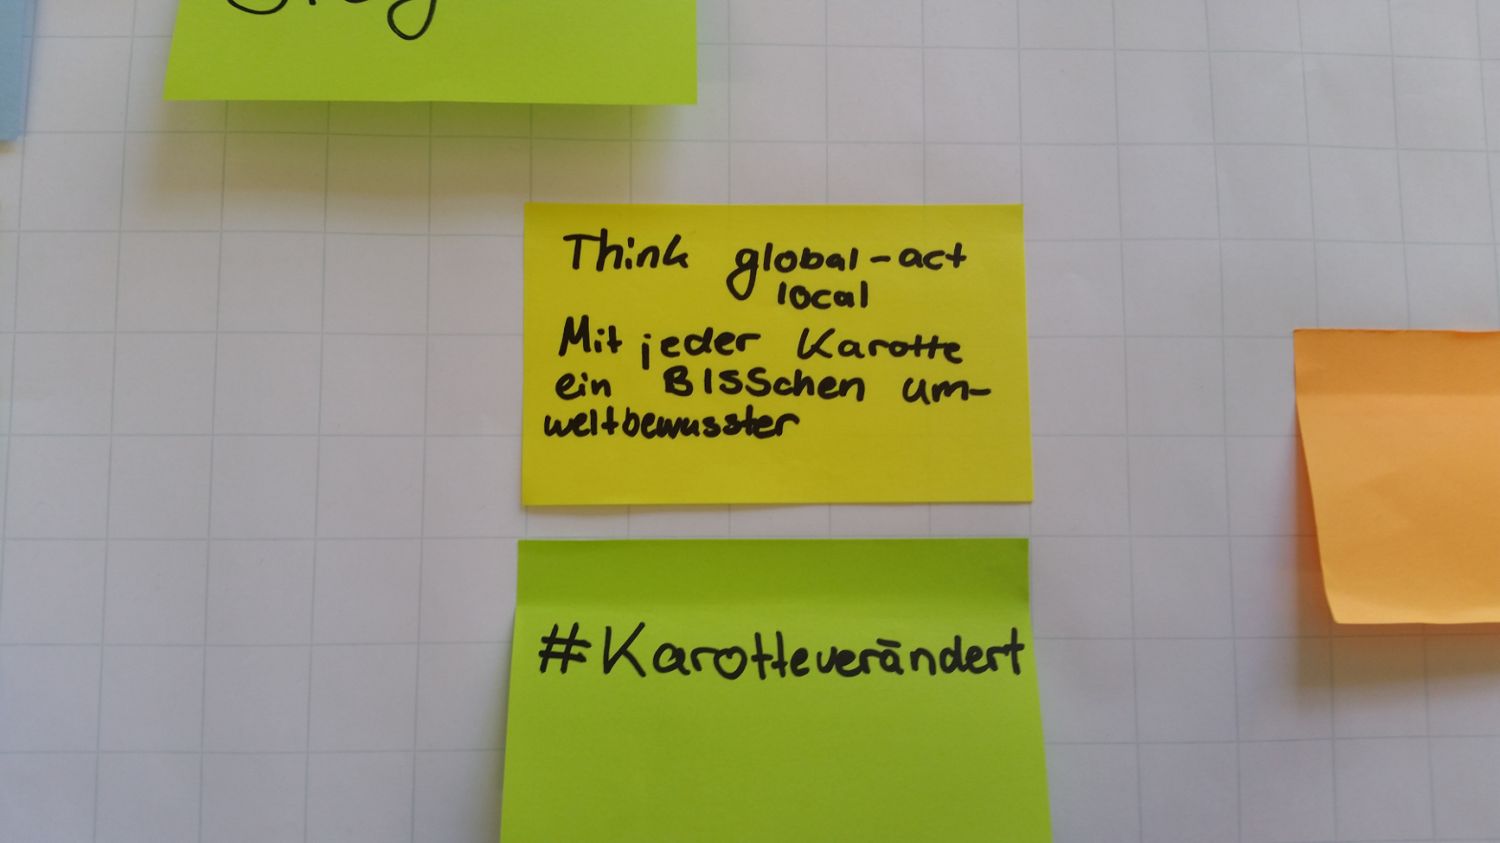 Think global-act
local
Mit jeder Karotte
ein BISSchen um-
weltbewusster
#Karotteverändert